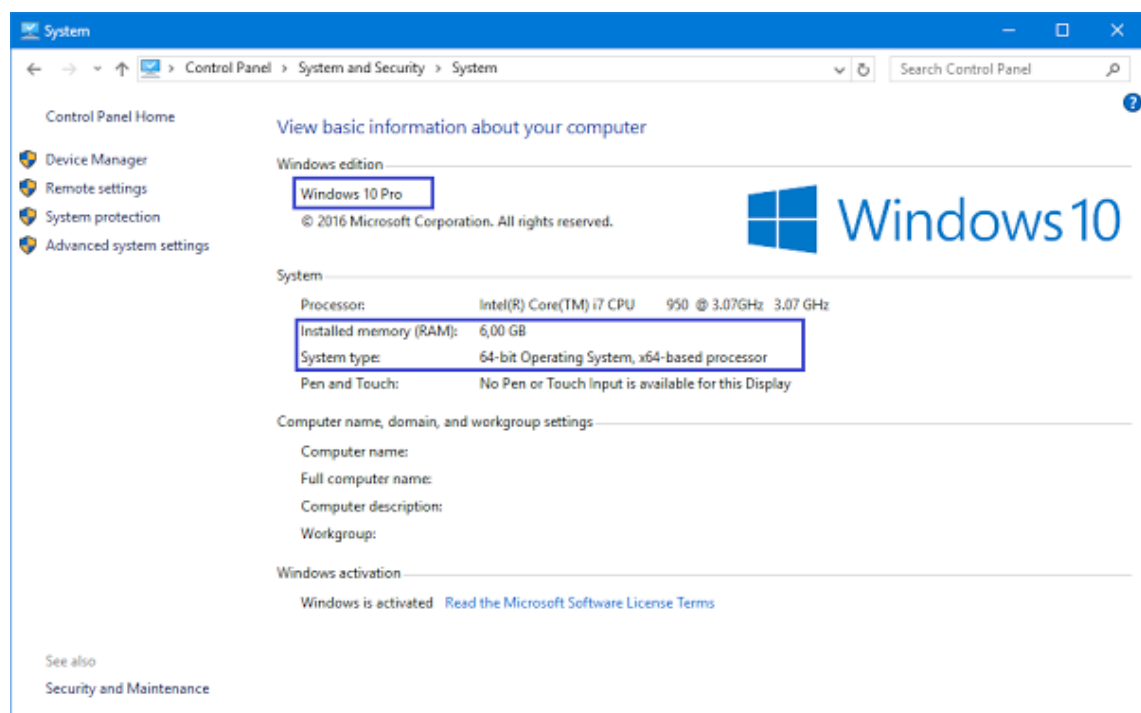 System
Control Panel > System and Security > System
Search Control Panel
Control Panel Home
Device Manager
Remote settings
System protection
Advanced system settings
See also
Security and Maintenance
?
View basic information about your computer
Windows edition
Windows 10 Pro
© 2016 Microsoft Corporation. All rights reserved.
Windows 10
System
Processor: Intel(R) Core(TM) i7 CPU 950 @ 3.07GHz 3.07 GHz
Installed memory (RAM): 6,00 GB
System type: 64-bit Operating System, x64-based processor
Pen and Touch: No Pen or Touch Input is available for this Display
Computer name, domain, and workgroup settings
Computer name:
Full computer name:
Computer description:
Workgroup:
Windows activation
Windows is activated Read the Microsoft Software License Terms